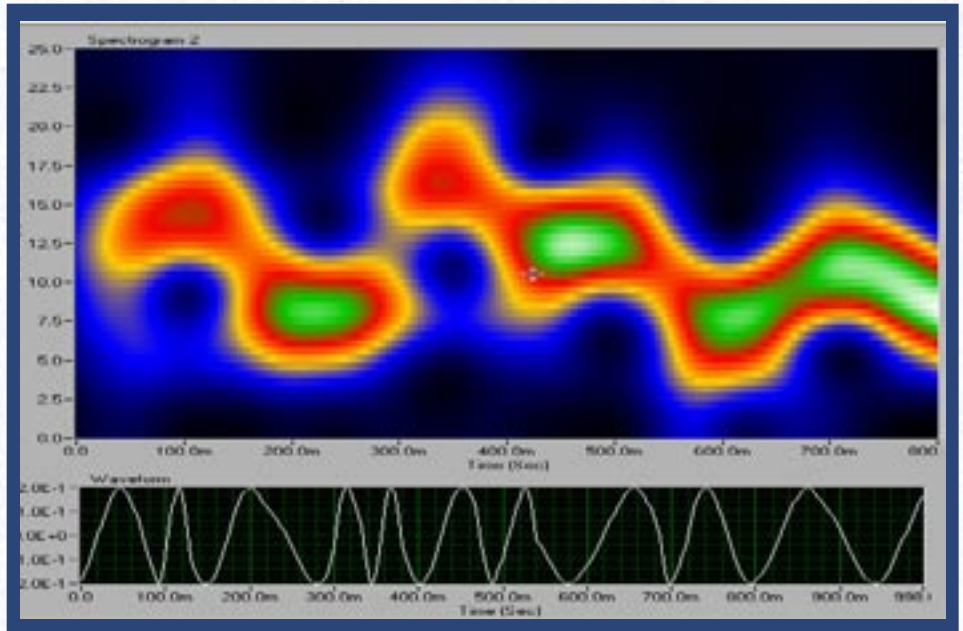 Spectrogram 2
25.0
22.5
20.0
17.5
15.0
12.5
10.0
7.5
5.0
2.5
0.0
0.0 100.0m 200.0m 300.0m 400.0m 500.0m 600.0m 700.0m 800.
Time (Sec)
Waveform
2.0E-1
1.0E-1
0.0E+0
1.0E-1
2.0E-1
0.0 100.0m 200.0m 300.0m 400.0m 500.0m 600.0m 700.0m 800.0m 900.0m
Time (Sec)